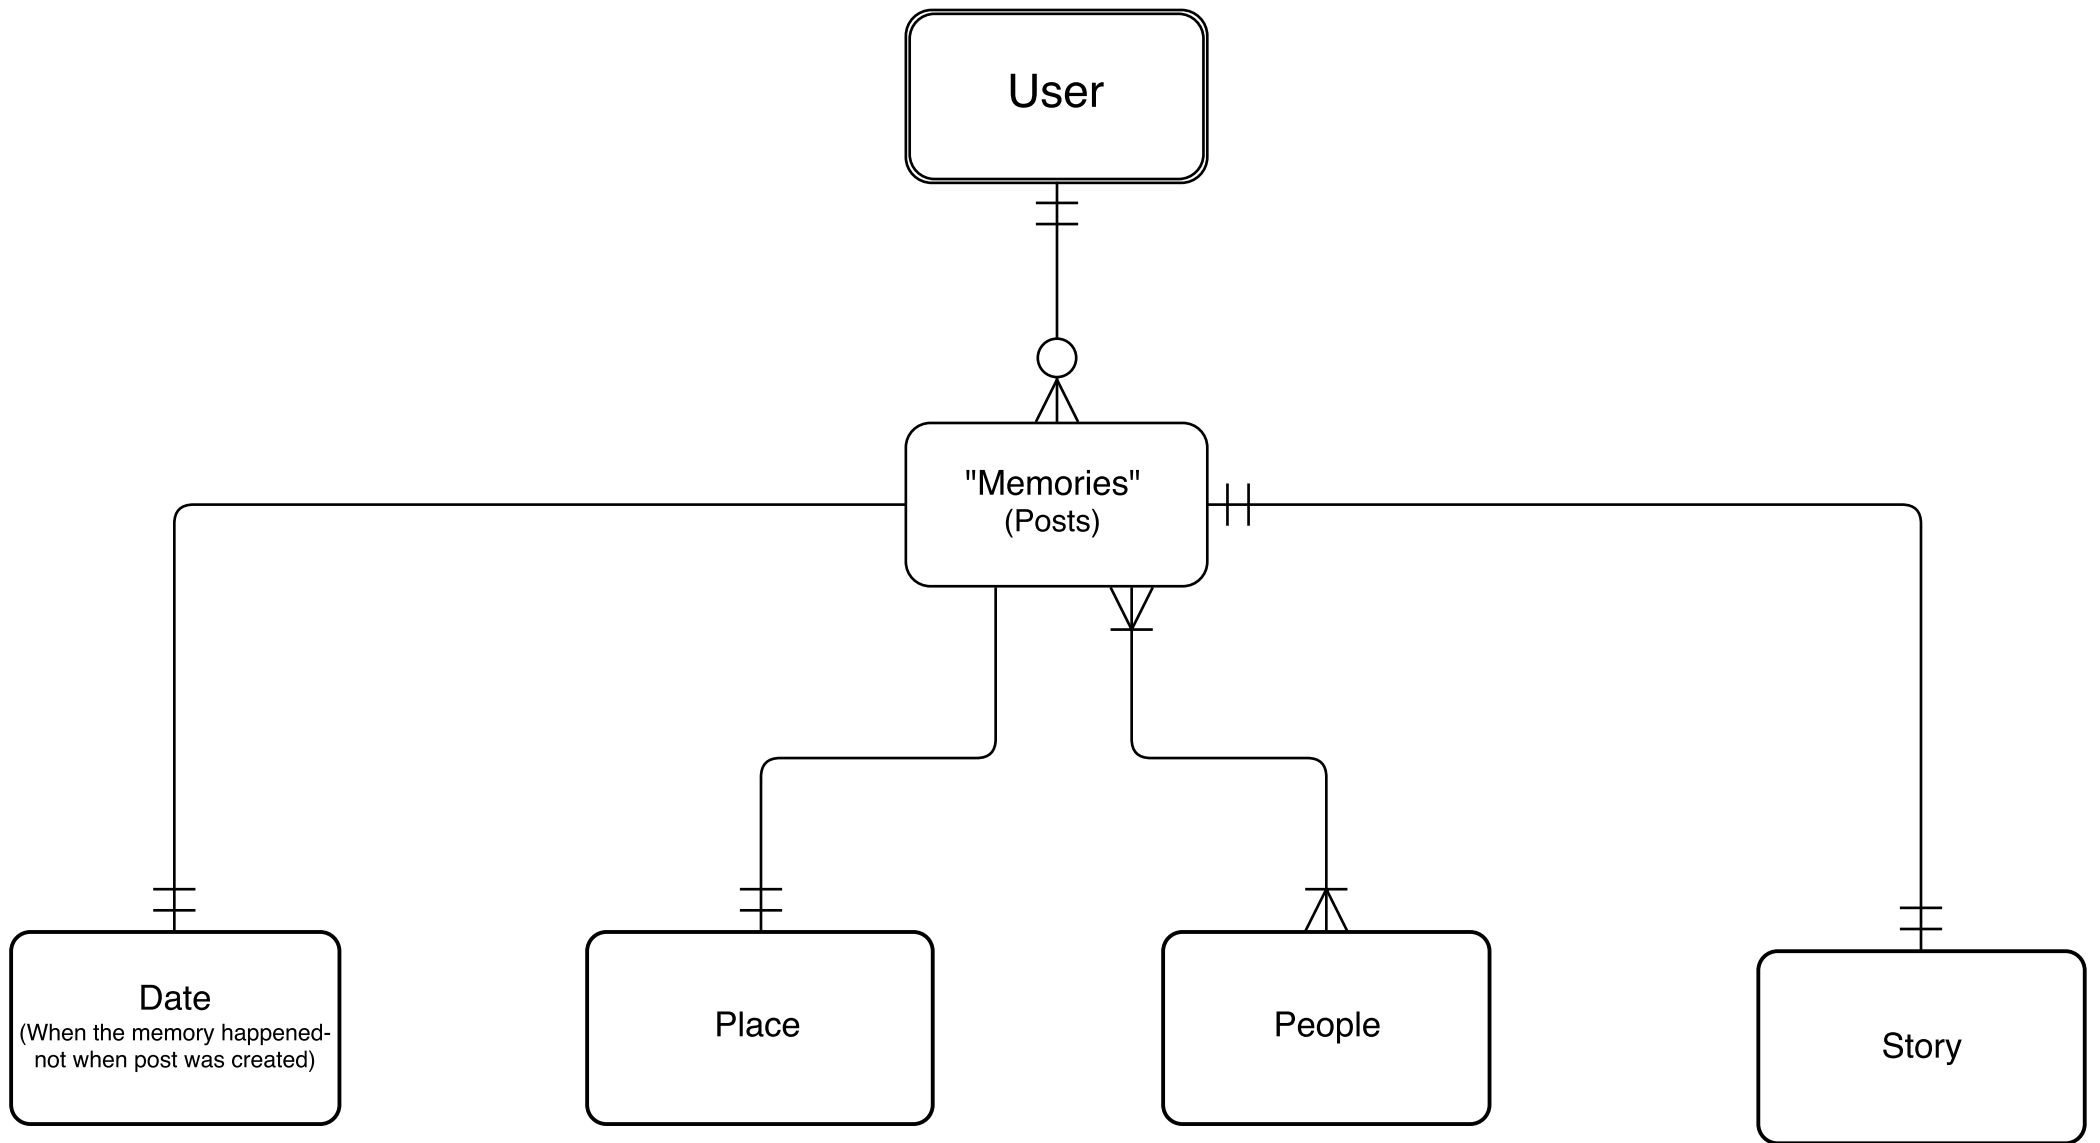 User
"Memories"
(Posts)
Date
(When the memory happened-
not when post was created)
Place
People
Story